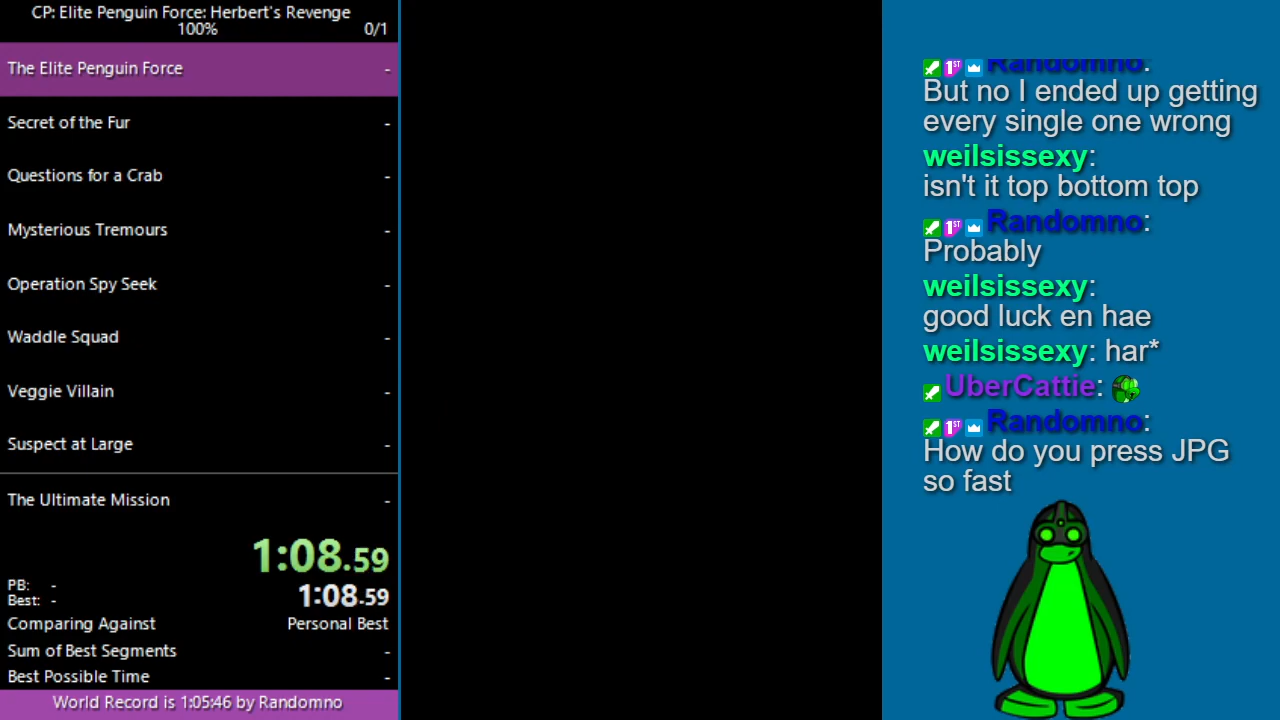 CP: Elite Penguin Force: Herbert's Revenge
100% 0/1
The Elite Penguin Force -
Secret of the Fur -
Questions for a Crab -
Mysterious Tremours -
Operation Spy Seek -
Waddle Squad -
Veggie Villain -
Suspect at Large -
The Ultimate Mission -
1:08.59
PB: -
Best: - 1:08.59
Comparing Against Personal Best
Sum of Best Segments -
Best Possible Time -
World Record is 1:05:46 by Randomno
1ST Randomno:
But no I ended up getting
every single one wrong
weilsissexy:
isn't it top bottom top
1ST Randomno:
Probably
weilsissexy:
good luck en hae
weilsissexy: har*
UberCattie:
1ST Randomno:
How do you press JPG
so fast